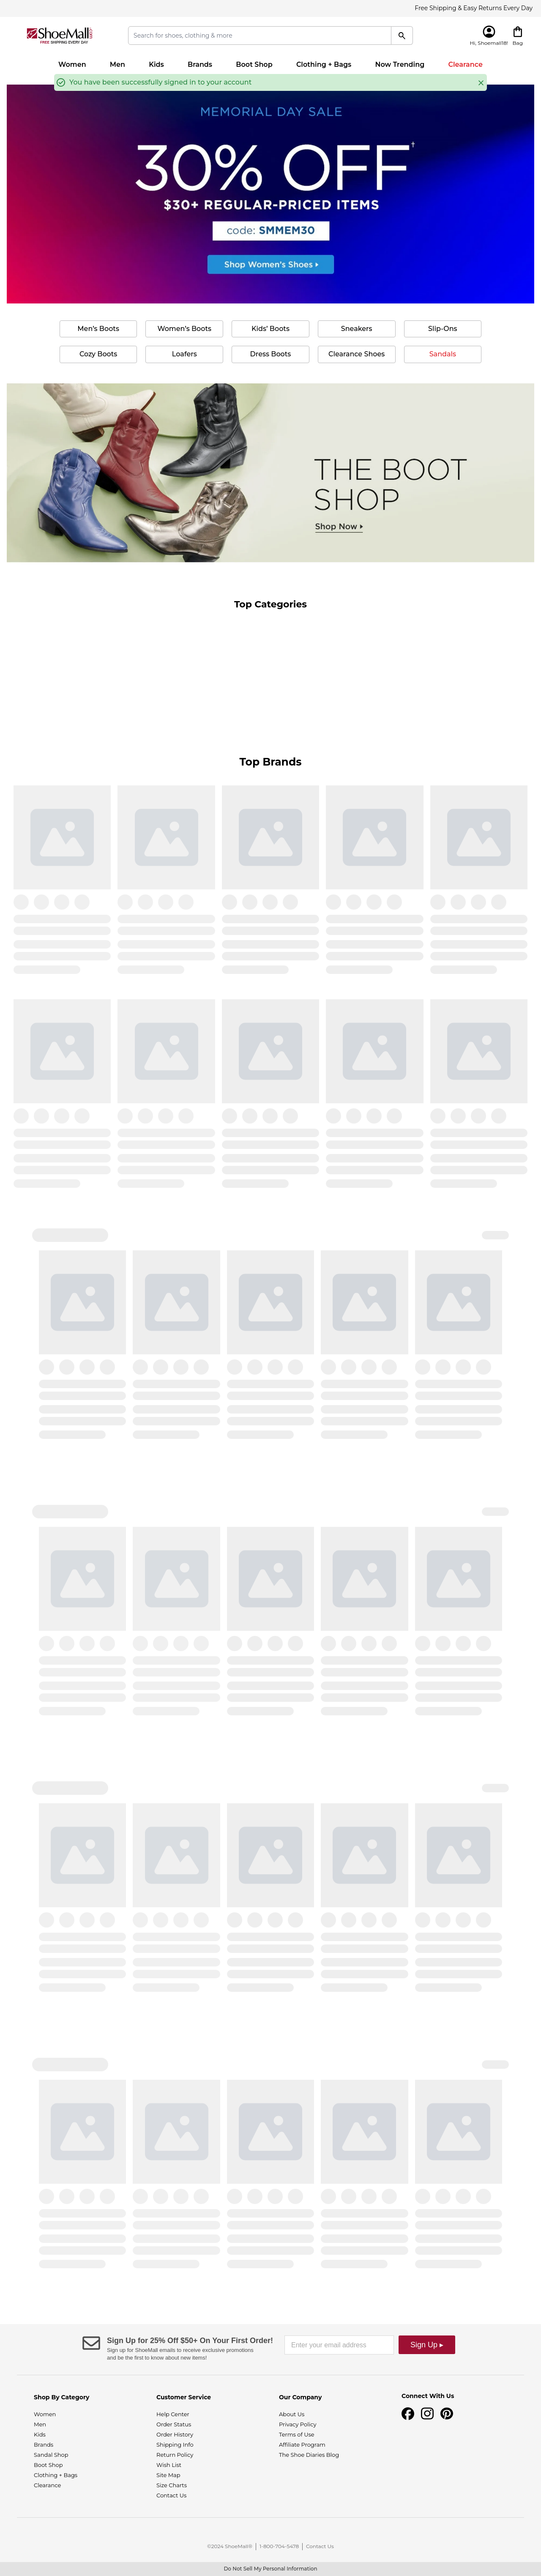 Free Shipping & Easy Returns Every Day
ShoeMall
FREE SHIPPING EVERY DAY
Search for shoes, clothing & more
Hi, Shoemall18!
Bag
Women
Men
Kids
Brands
Boot Shop
Clothing + Bags
Now Trending
Clearance
You have been successfully signed in to your account
MEMORIAL DAY SALE
30% OFF†
$30+ REGULAR-PRICED ITEMS
code: SMMEM30
Shop Women's Shoes
Men's Boots
Women's Boots
Kids' Boots
Sneakers
Slip-Ons
Cozy Boots
Loafers
Dress Boots
Clearance Shoes
Sandals
THE BOOT
SHOP
Shop Now
Top Categories
Top Brands
Sign Up for 25% Off $50+ On Your First Order!
Sign up for ShoeMall emails to receive exclusive promotions
and be the first to know about new items!
Enter your email address
Sign Up ▸
Shop By Category
Women
Men
Kids
Brands
Sandal Shop
Boot Shop
Clothing + Bags
Clearance
Customer Service
Help Center
Order Status
Order History
Shipping Info
Return Policy
Wish List
Site Map
Size Charts
Contact Us
Our Company
About Us
Privacy Policy
Terms of Use
Affiliate Program
The Shoe Diaries Blog
Connect With Us
©2024 ShoeMall® | 1-800-704-5478 | Contact Us
Do Not Sell My Personal Information